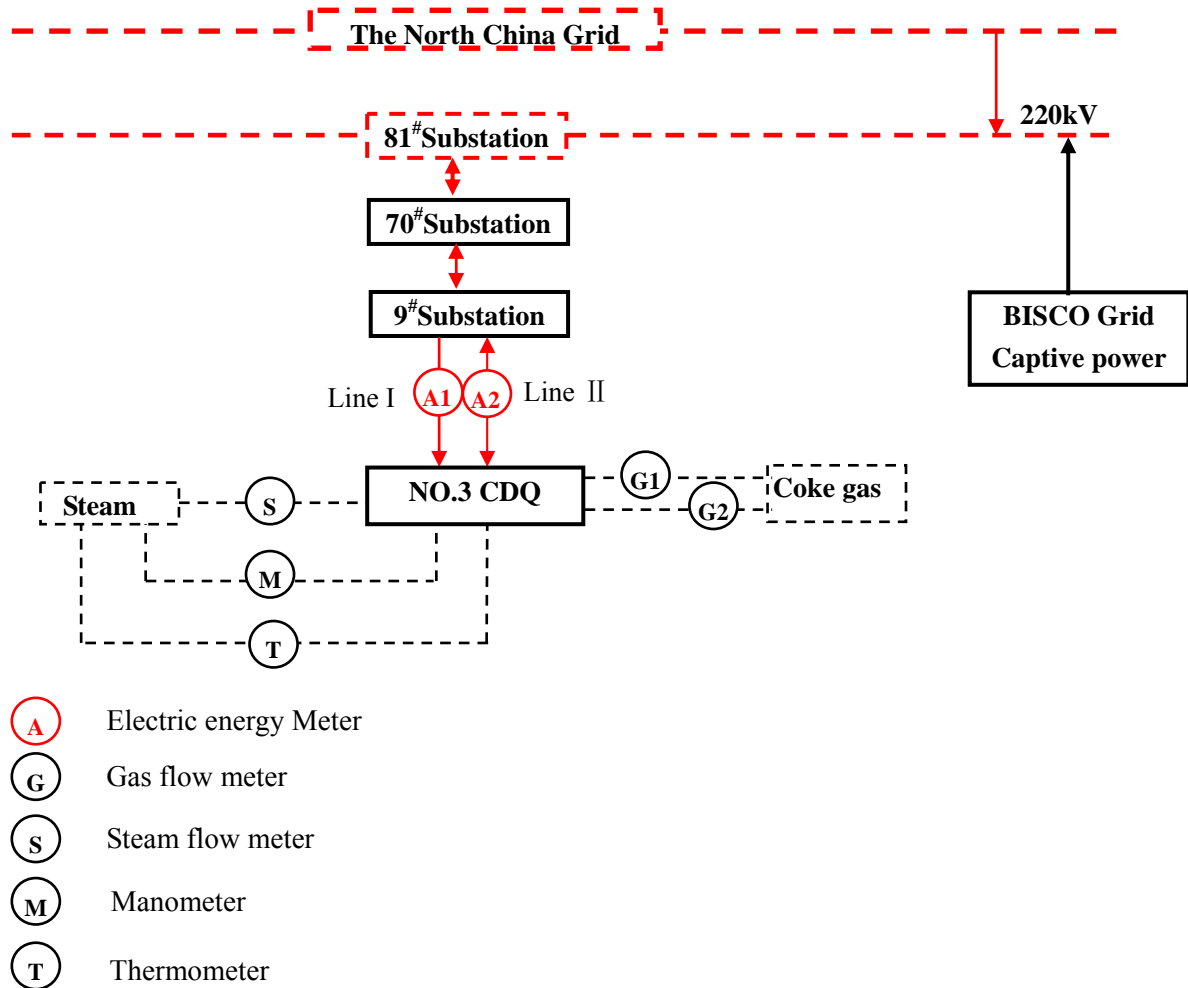 The North China Grid
220kV
81#Substation
70#Substation
9#Substation
BISCO Grid
Captive power
Line I
A1
A2
Line Ⅱ
Steam
S
NO.3 CDQ
G1
G2
Coke gas
M
T
A Electric energy Meter
G Gas flow meter
S Steam flow meter
M Manometer
T Thermometer